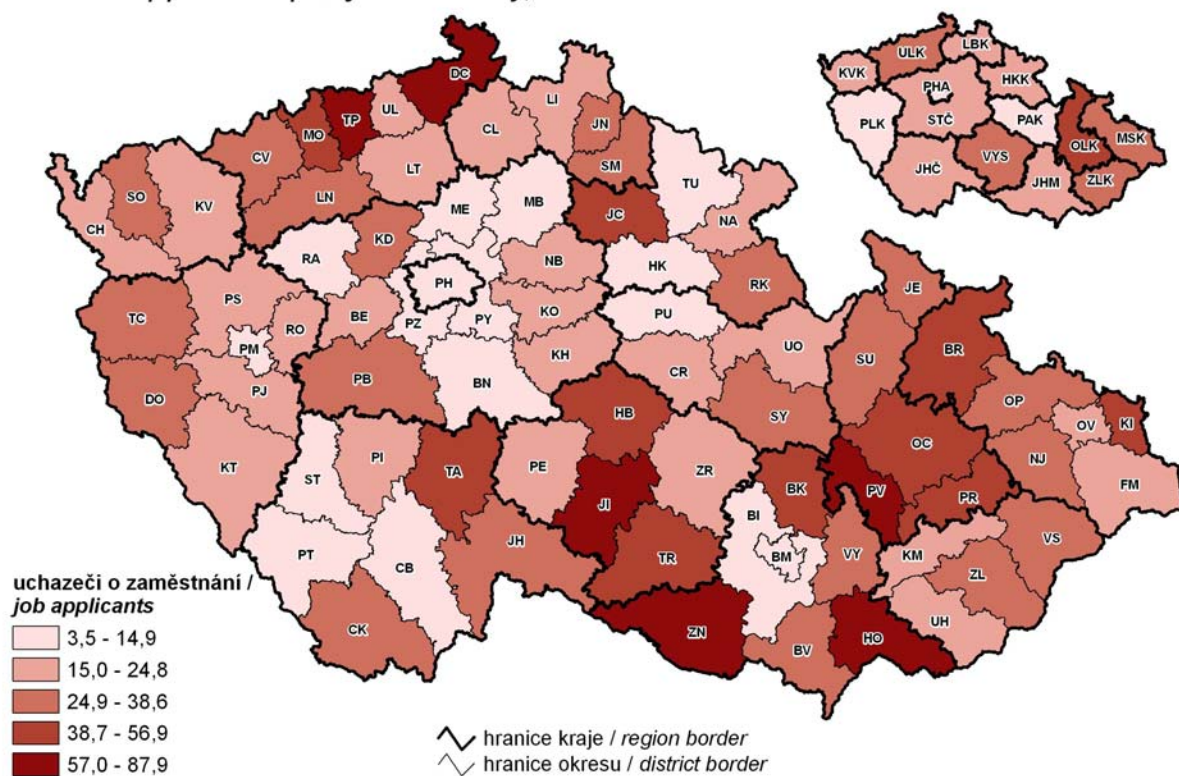 DC
LBK
ULK
LI
KVK
HKK
UL
TP
PHA
MO
JN
CL
STČ
PAK
CV
LT
SM
PLK
OLK
MSK
TU
VYS
SO
JHČ
ZLK
LN
ME
MB
JHM
KV
JC
NA
CH
KD
RA
NB
HK
JE
PH
RK
PS
TC
BE
KO
PU
RO
PZ
PY
UO
PM
SU
BR
KH
CR
PB
BN
PJ
DO
SY
OP
HB
KI
OV
OC
PI
TA
NJ
KT
PE
ZR
ST
BK
PV
PR
FM
JI
BI
VS
JH
PT
TR
BM
VY
KM
CB
ZL
UH
CK
ZN
HO
BV
uchazeči o zaměstnání /
job applicants
3,5 - 14,9
15,0 - 24,8
24,9 - 38,6
38,7 - 56,9
57,0 - 87,9
hranice kraje / region border
hranice okresu / district border